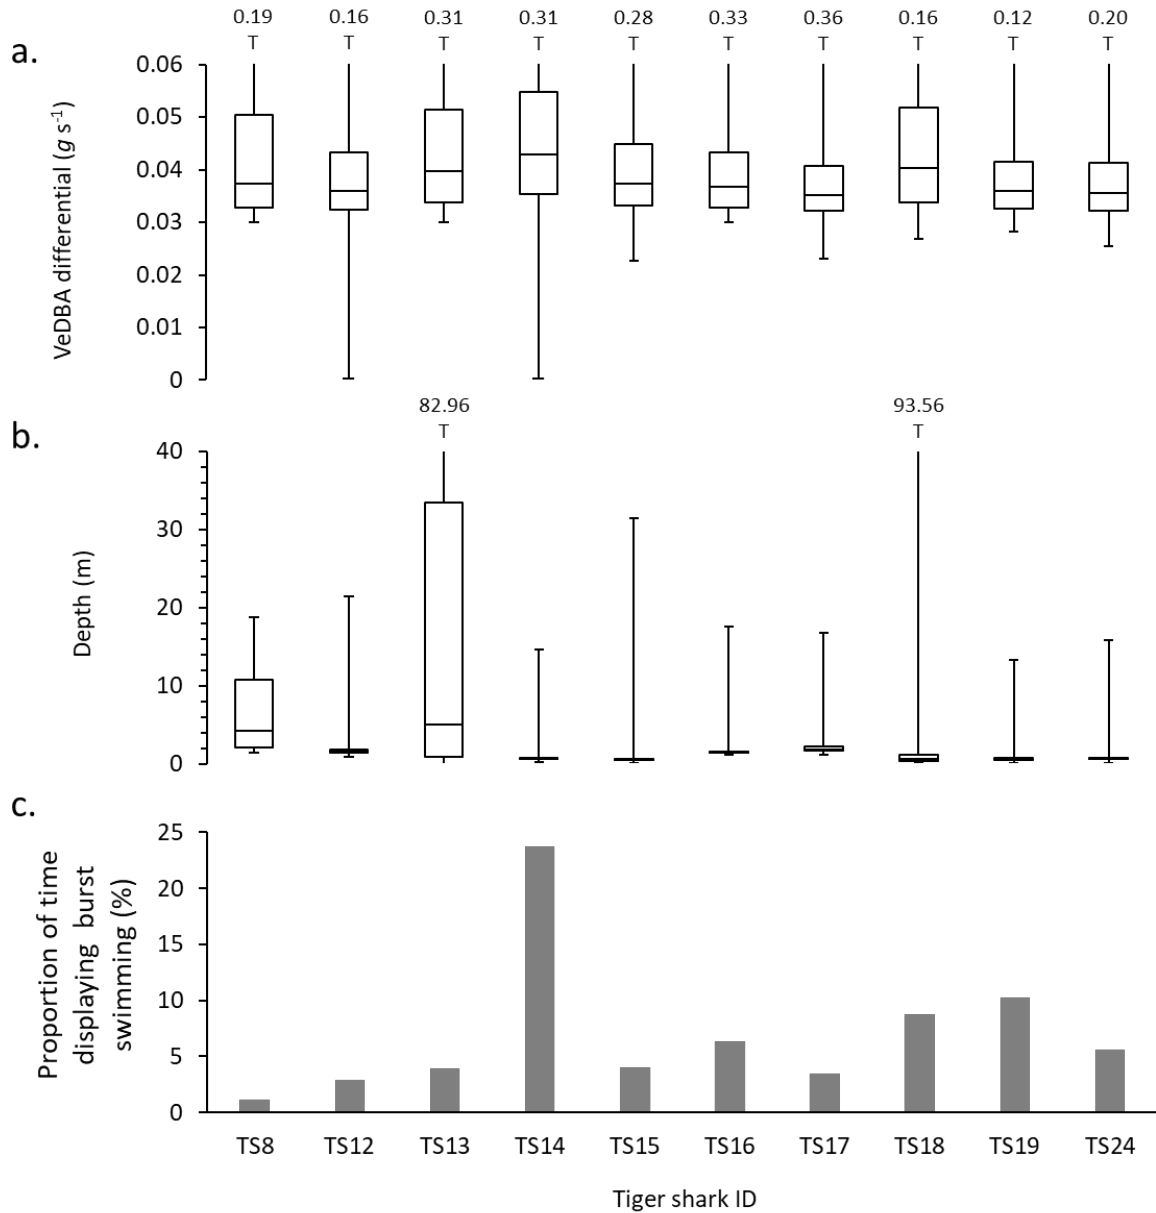 0.19 0.16 0.31 0.31 0.28 0.33 0.36 0.16 0.12 0.20
a.
0.06
0.05
0.04
0.03
0.02
0.01
0
VeDBA differential (g s⁻¹)
82.96 93.56
b.
40
30
20
10
0
Depth (m)
c.
25
20
15
10
5
0
Proportion of time
displaying burst
swimming (%)
TS8 TS12 TS13 TS14 TS15 TS16 TS17 TS18 TS19 TS24
Tiger shark ID